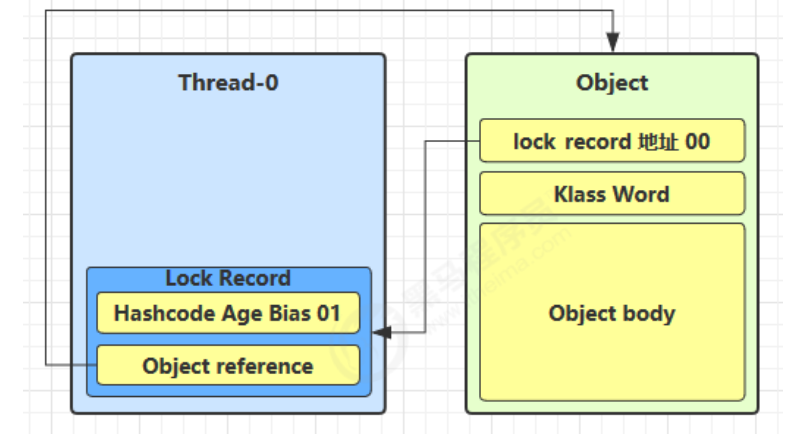 Thread-0
Lock Record
Hashcode Age Bias 01
Object reference
Object
lock record 地址 00
Klass Word
Object body
黑马程序员
www.itheima.com